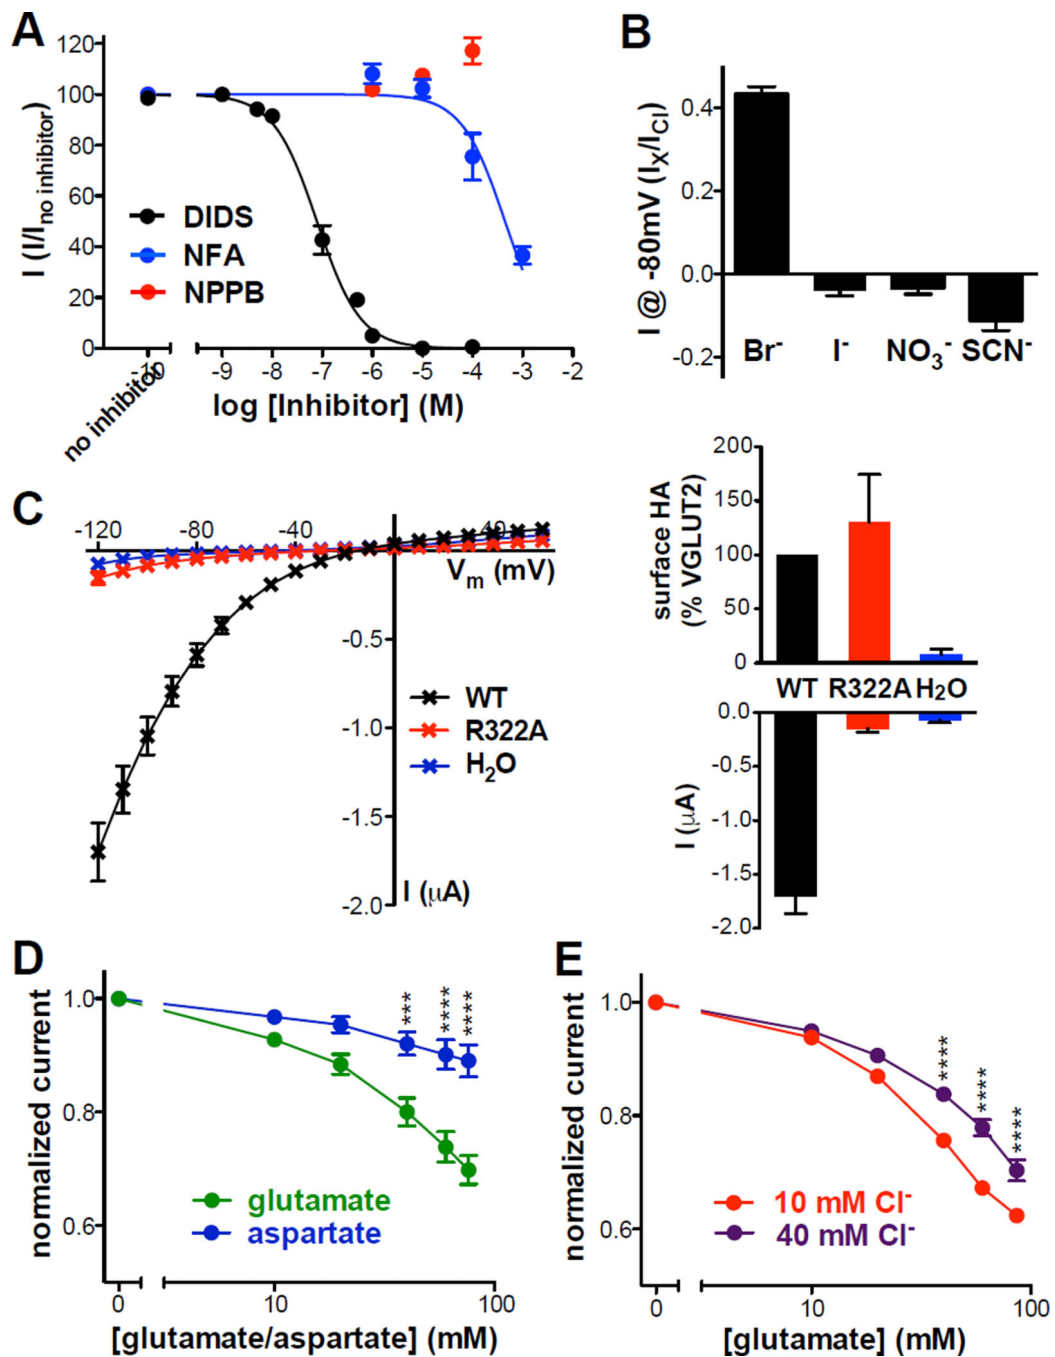 A
120
100
80
60
40
20
0
I (I/I_no inhibitor)
DIDS
NFA
NPPB
-10 -9 -8 -7 -6 -5 -4 -3 -2
no inhibitor
log [Inhibitor] (M)
B
0.4
0.2
0.0
-0.2
I @ -80mV (I_X/I_Cl)
Br⁻ I⁻ NO₃⁻ SCN⁻
C
-120 -80 -40 40
V_m (mV)
-0.5
-1.0
-1.5
-2.0
I (μA)
WT
R322A
H₂O
200
150
100
50
0
surface HA
(% VGLUT2)
WT R322A H₂O
0.0
-0.5
-1.0
-1.5
-2.0
I (μA)
D
1.0
0.8
0.6
normalized current
***
****
****
glutamate
aspartate
0 10 100
[glutamate/aspartate] (mM)
E
1.0
0.8
0.6
normalized current
****
****
****
10 mM Cl⁻
40 mM Cl⁻
0 10 100
[glutamate] (mM)